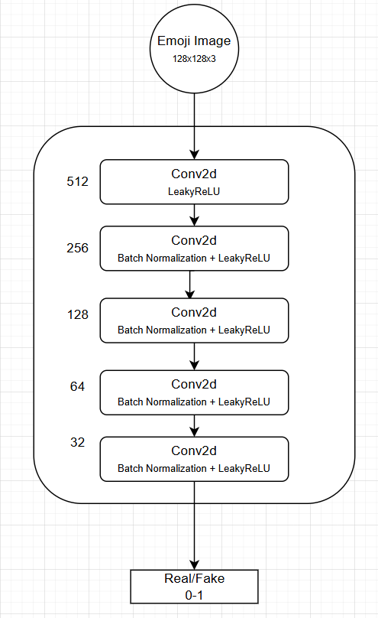 Emoji Image
128x128x3
512
Conv2d
LeakyReLU
256
Conv2d
Batch Normalization + LeakyReLU
128
Conv2d
Batch Normalization + LeakyReLU
64
Conv2d
Batch Normalization + LeakyReLU
32
Conv2d
Batch Normalization + LeakyReLU
Real/Fake
0-1